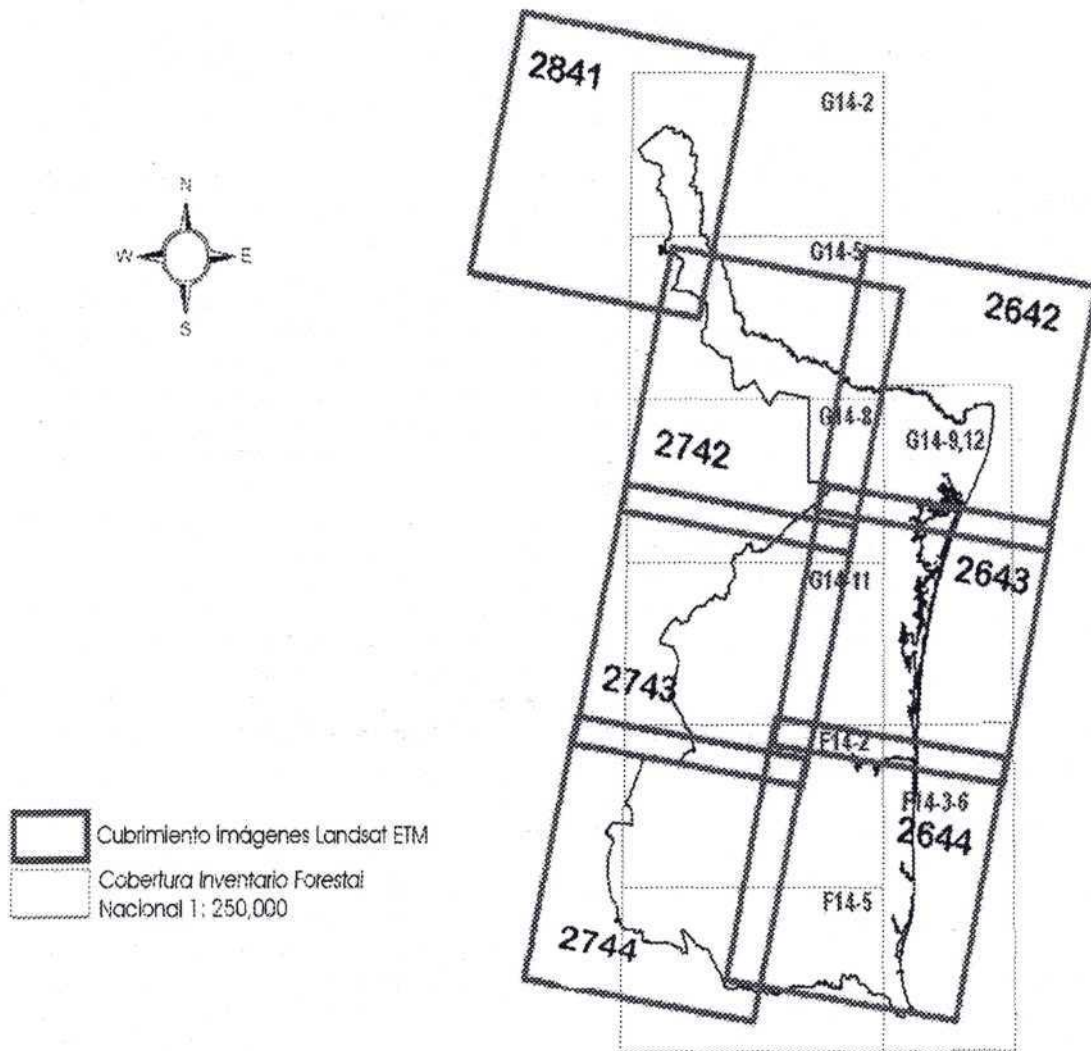 2841
G14-2
N
W E
S
G14-5
2642
G14-8
G14-9,12
2742
2643
G14-11
2743
F14-2
F14-3-6
2644
Cubrimiento imágenes Landsat ETM
Cobertura Inventario Forestal
Nacional 1: 250,000
F14-5
2744